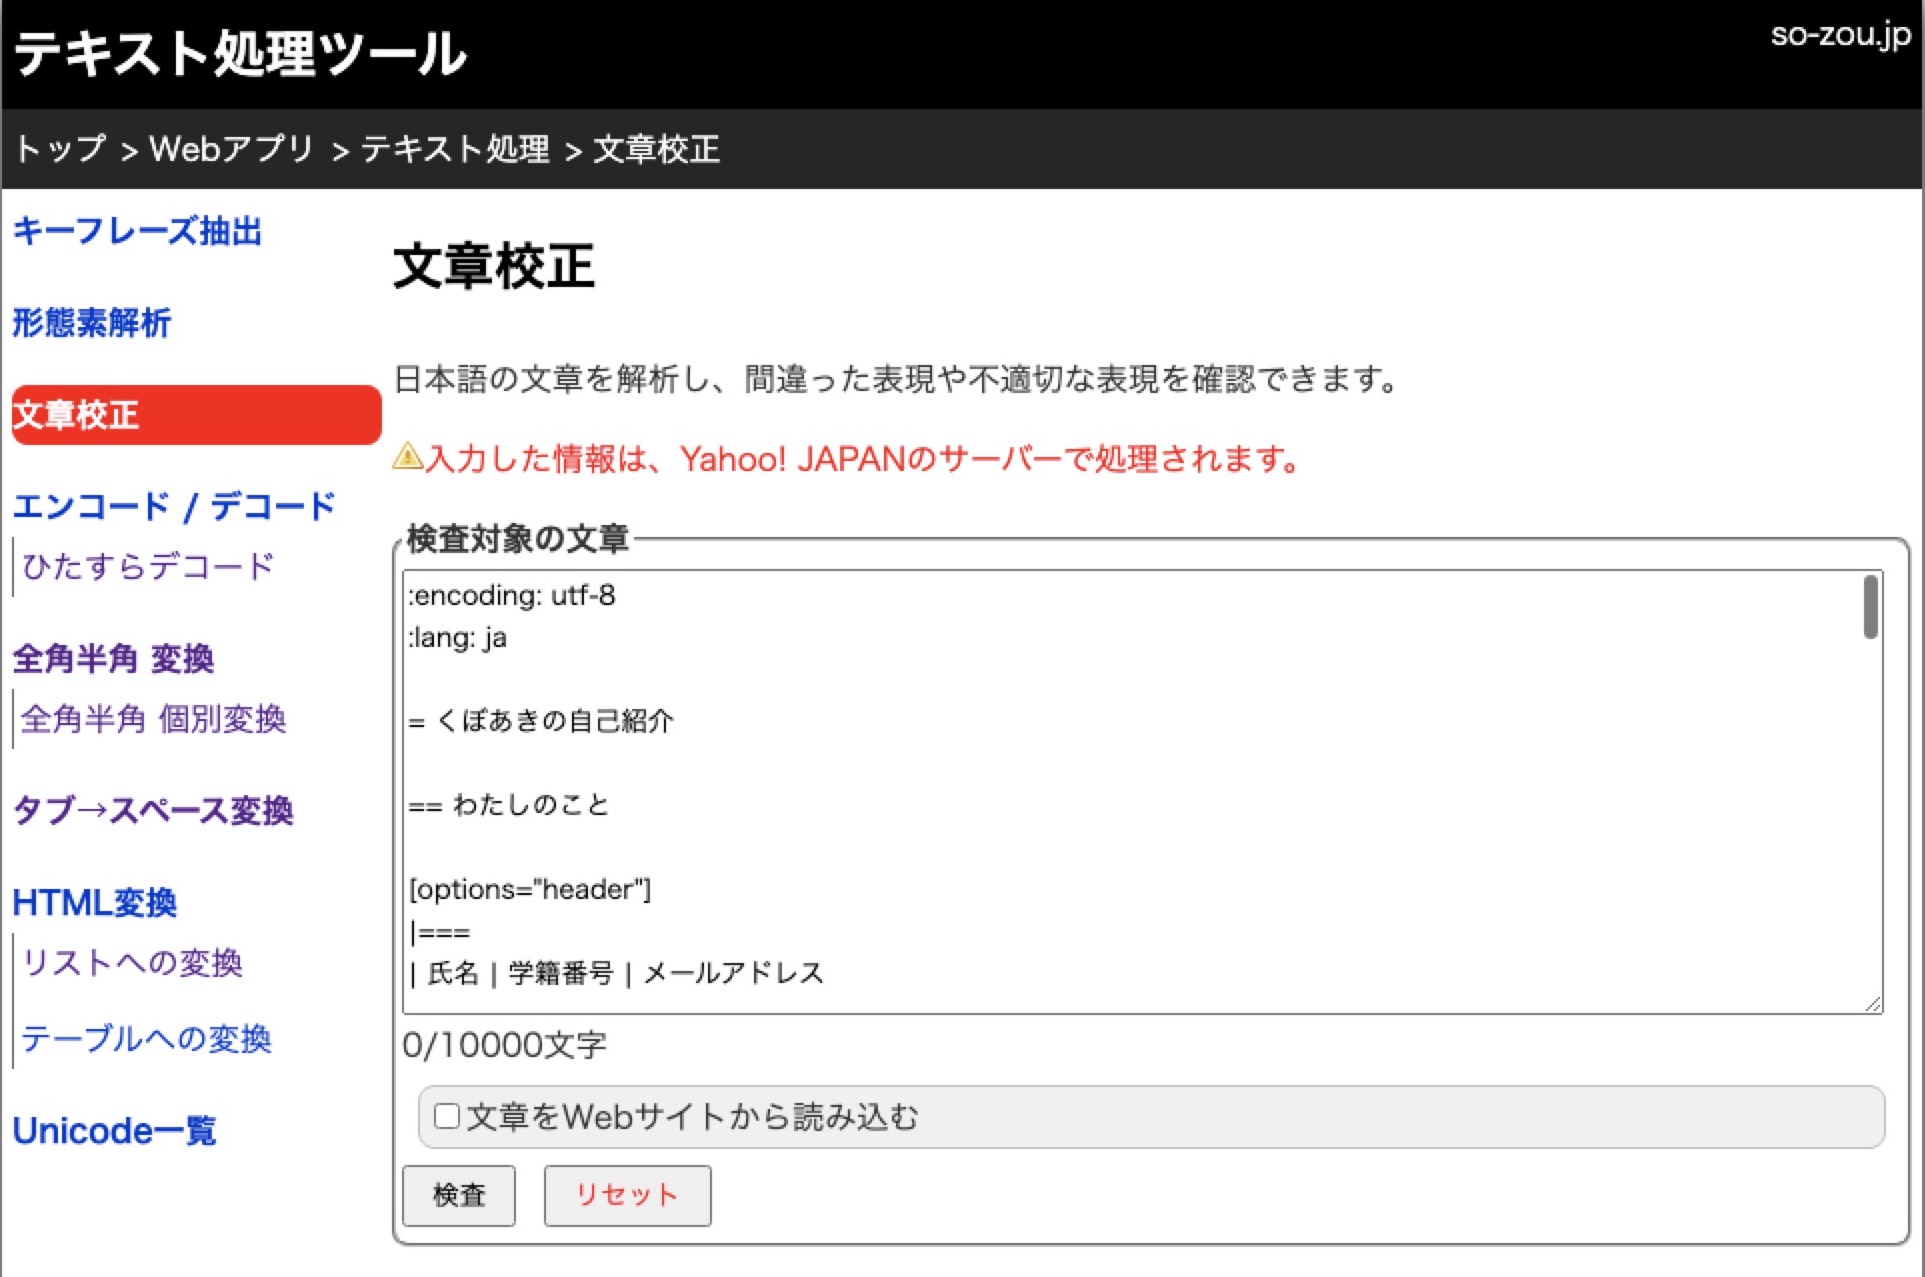 テキスト処理ツール
so-zou.jp
トップ > Webアプリ > テキスト処理 > 文章校正
キーフレーズ抽出
形態素解析
文章校正
エンコード / デコード
ひたすらデコード
全角半角 変換
全角半角 個別変換
タブ→スペース変換
HTML変換
リストへの変換
テーブルへの変換
Unicode一覧
文章校正
日本語の文章を解析し、間違った表現や不適切な表現を確認できます。
入力した情報は、Yahoo! JAPANのサーバーで処理されます。
検査対象の文章
:encoding: utf-8
:lang: ja
= くぼあきの自己紹介
== わたしのこと
[options="header"]
|===
| 氏名 | 学籍番号 | メールアドレス
0/10000文字
文章をWebサイトから読み込む
検査
リセット